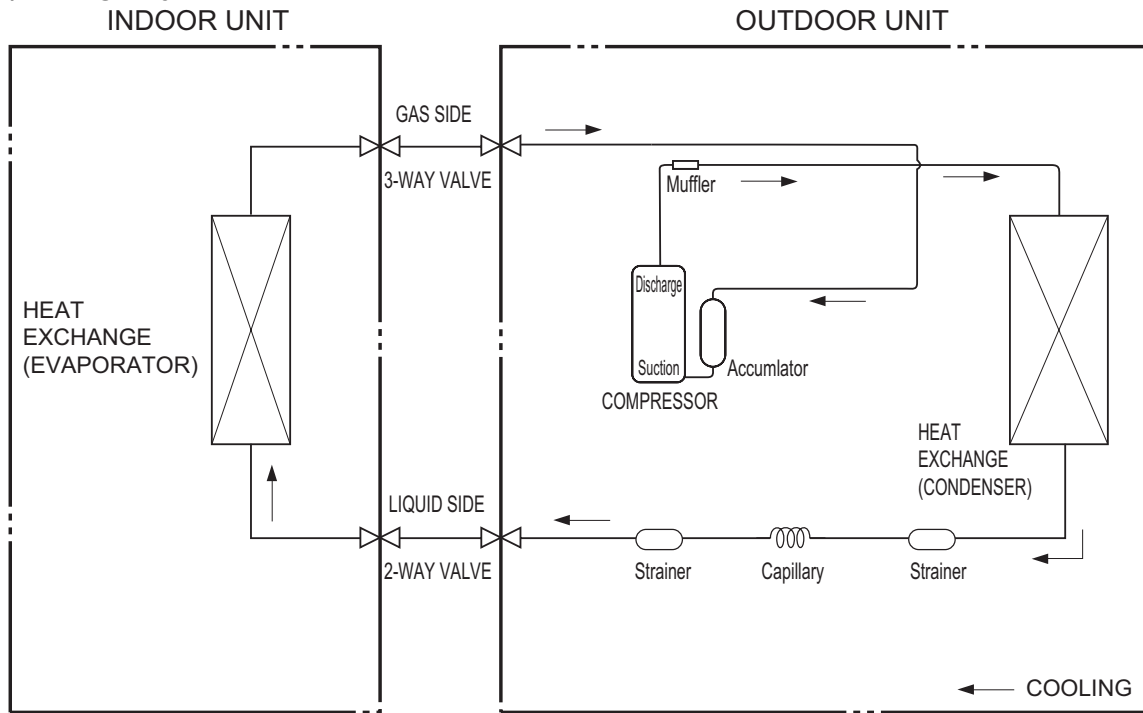 INDOOR UNIT
OUTDOOR UNIT
GAS SIDE
3-WAY VALVE
Muffler
HEAT
EXCHANGE
(EVAPORATOR)
Discharge
Suction
Accumlator
COMPRESSOR
HEAT
EXCHANGE
(CONDENSER)
LIQUID SIDE
2-WAY VALVE
Strainer
Capillary
Strainer
COOLING